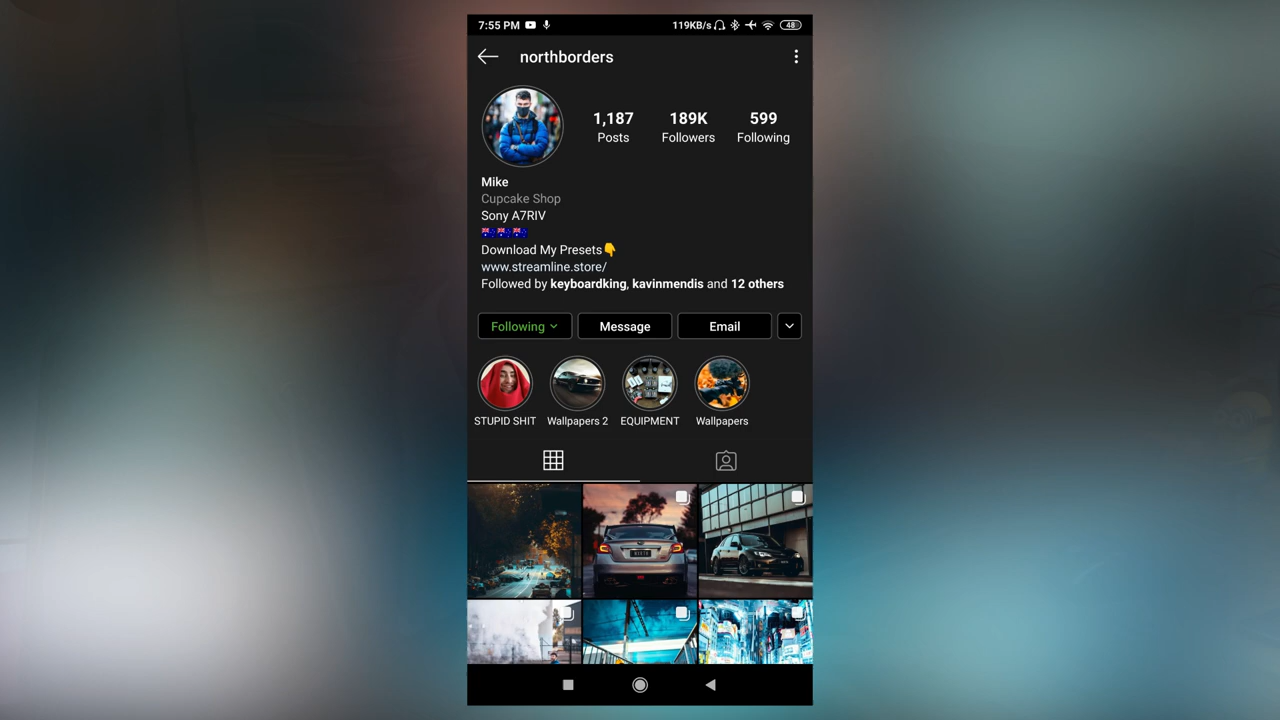 7:55 PM 119KB/s 48
northborders
1,187 189K 599
Posts Followers Following
Mike
Cupcake Shop
Sony A7RIV
🇦🇺🇦🇺🇦🇺
Download My Presets👇
www.streamline.store/
Followed by keyboardking, kavinmendis and 12 others
Following Message Email
STUPID SHIT Wallpapers 2 EQUIPMENT Wallpapers